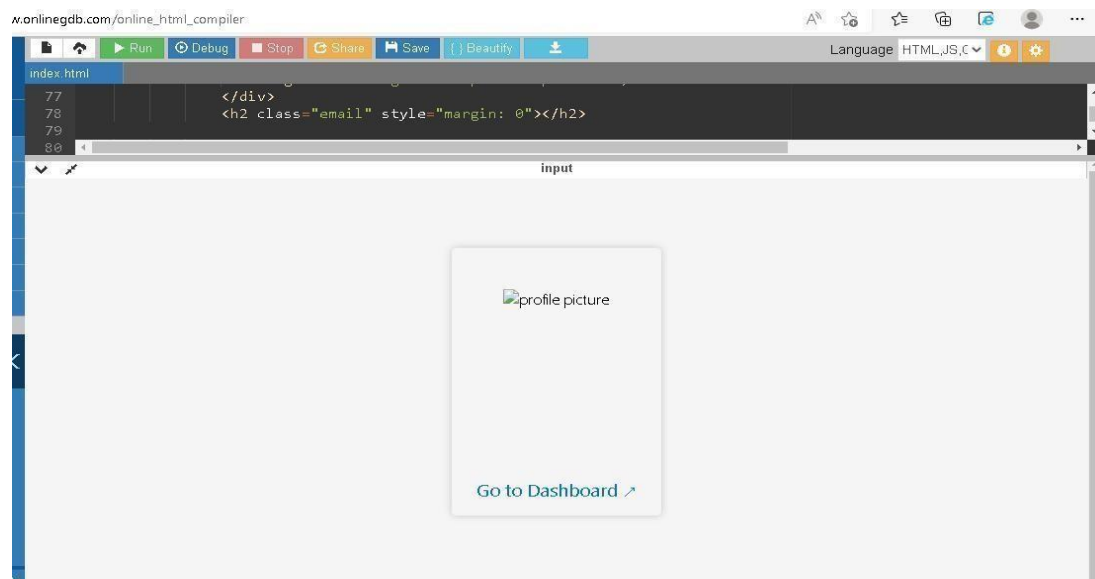 w.onlinegdb.com/online_html_compiler
Run Debug Stop Share Save {} Beautify Language HTML,JS,C
index.html
77 </div>
78 <h2 class="email" style="margin: 0"></h2>
79
80
input
profile picture
Go to Dashboard ↗